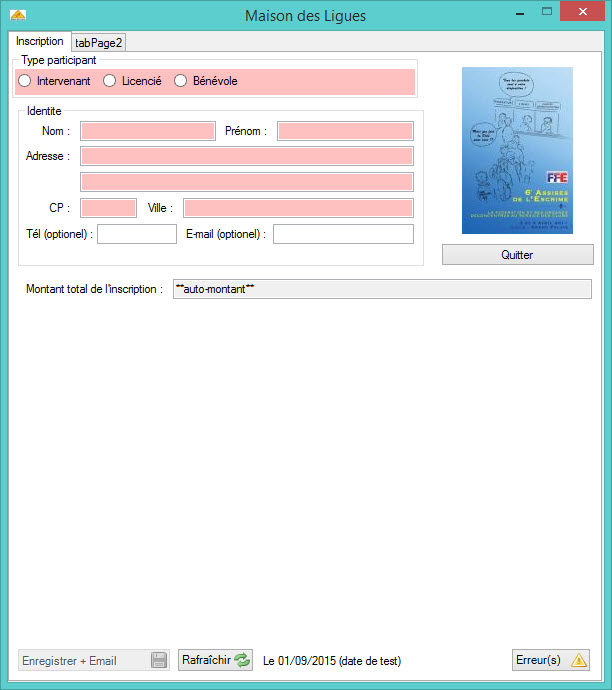 Maison des Ligues
Inscription tabPage2
Type participant
Intervenant Licencié Bénévole
Identite
Nom : Prénom :
Adresse :
CP : Ville :
Tél (optionel) : E-mail (optionel) :
FFE
6e ASSISES
DE L'ESCRIME
Quitter
Montant total de l'inscription : **auto-montant**
Enregistrer + Email Rafraîchir Le 01/09/2015 (date de test) Erreur(s)